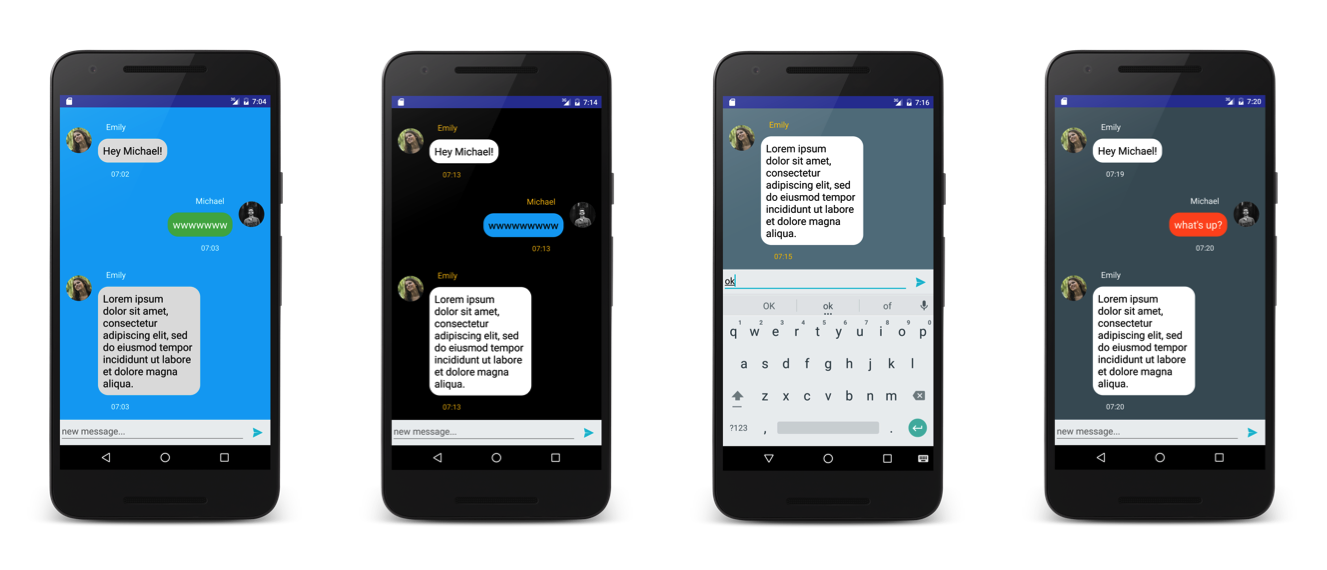 3G 7:04
Emily
Hey Michael!
07:02
Michael
wwwwwww
07:03
Emily
Lorem ipsum
dolor sit amet,
consectetur
adipiscing elit, sed
do eiusmod tempor
incididunt ut labore
et dolore magna
aliqua.
07:03
new message...
3G 7:14
Emily
Hey Michael!
07:13
Michael
wwwwwwwww
07:13
Emily
Lorem ipsum
dolor sit amet,
consectetur
adipiscing elit, sed
do eiusmod tempor
incididunt ut labore
et dolore magna
aliqua.
07:13
new message...
3G 7:16
Emily
Lorem ipsum
dolor sit amet,
consectetur
adipiscing elit, sed
do eiusmod tempor
incididunt ut labore
et dolore magna
aliqua.
07:15
ok
OK ok of
1 2 3 4 5 6 7 8 9 0
q w e r t y u i o p
a s d f g h j k l
z x c v b n m
?123 , .
3G 7:20
Emily
Hey Michael!
07:19
Michael
what's up?
07:20
Emily
Lorem ipsum
dolor sit amet,
consectetur
adipiscing elit, sed
do eiusmod tempor
incididunt ut labore
et dolore magna
aliqua.
07:20
new message...